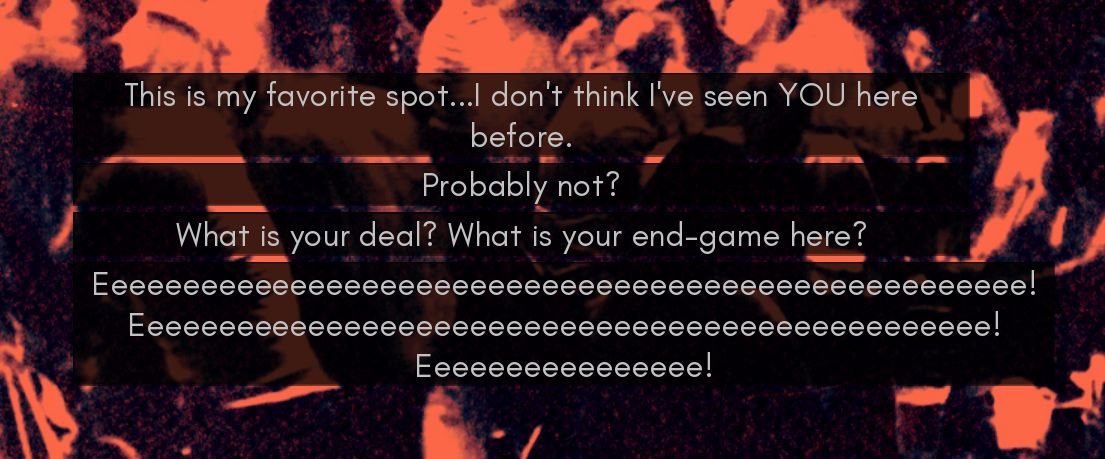 This is my favorite spot...I don't think I've seen YOU here
before.
Probably not?
What is your deal? What is your end-game here?
Eeeeeeeeeeeeeeeeeeeeeeeeeeeeeeeeeeeeeeeeeeeeeeeeeee!
Eeeeeeeeeeeeeeeeeeeeeeeeeeeeeeeeeeeeeeeeeeeeeee!
Eeeeeeeeeeeeeeee!